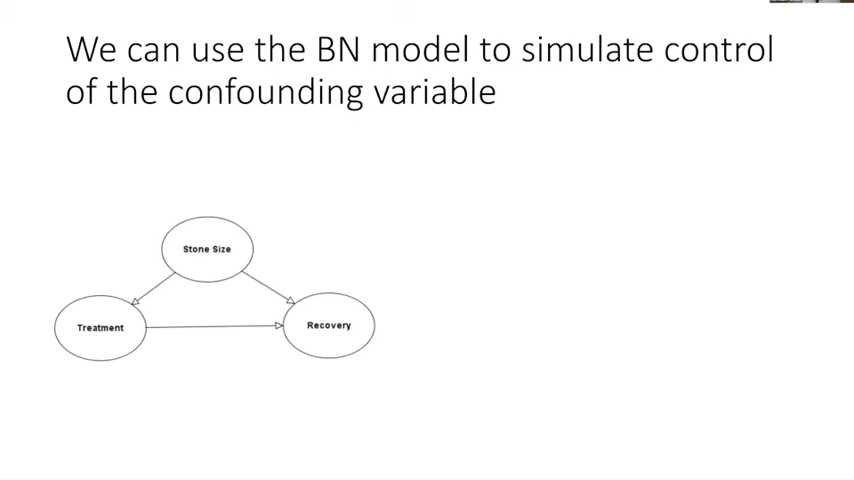 We can use the BN model to simulate control
of the confounding variable
Stone Size
Treatment
Recovery